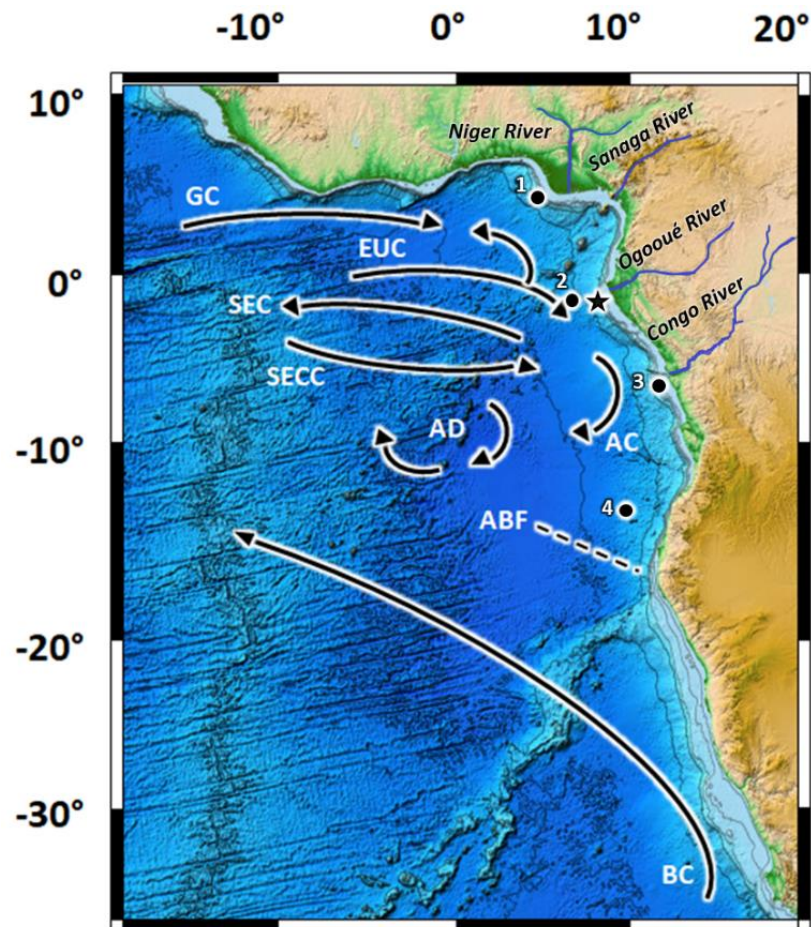 -10° 0° 10° 20°
10°
Niger River
Sanaga River
1
GC
Ogooué River
EUC
0°
2
Congo River
SEC
SECC
3
AD
AC
-10°
4
ABF
-20°
-30°
BC